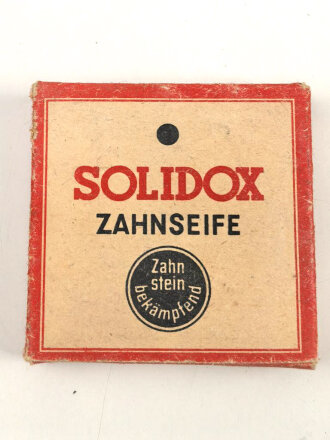 SOLIDOX
ZAHNSEIFE
Zahn
stein
bekämpfend